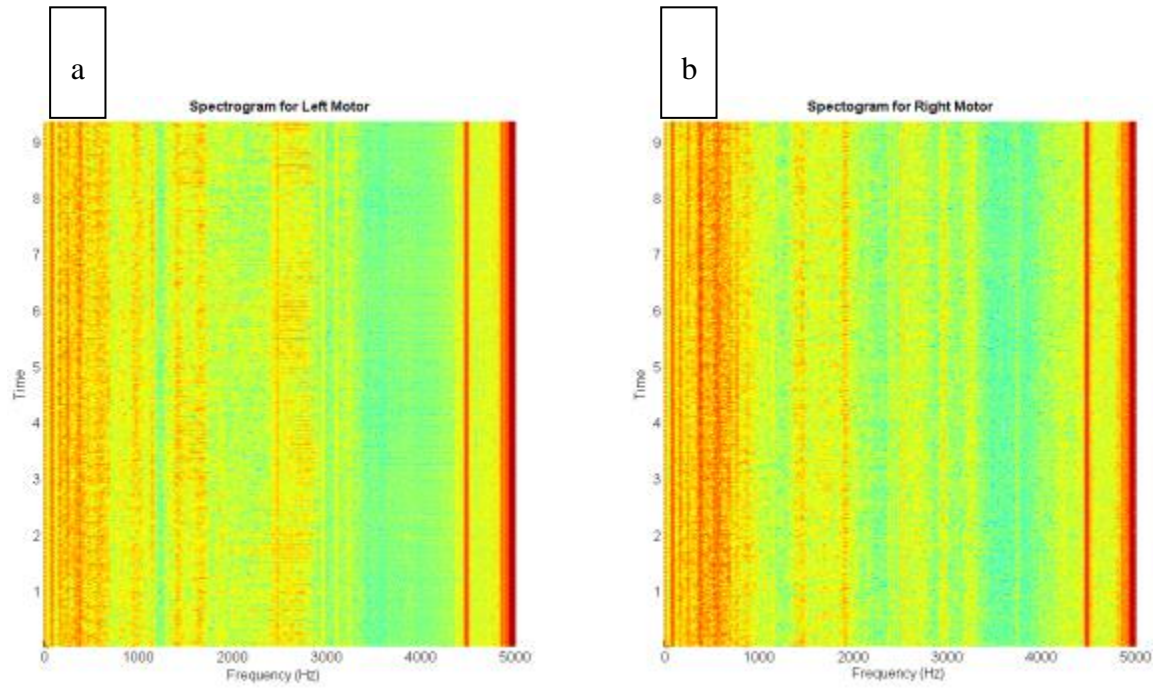 a
b
Spectrogram for Left Motor
9
8
7
6
5
4
3
2
1
Time
0 1000 2000 3000 4000 5000
Frequency (Hz)
Spectogram for Right Motor
9
8
7
6
5
4
3
2
1
Time
0 1000 2000 3000 4000 5000
Frequency (Hz)